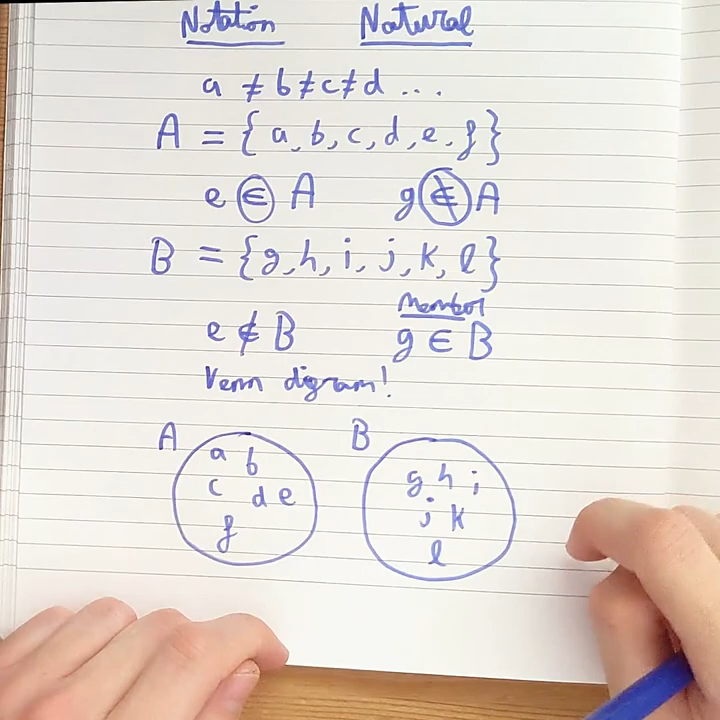 Notation Natural
a ≠ b ≠ c ≠ d ...
A = { a, b, c, d, e, f }
e ∈ A g ∉ A
B = { g, h, i, j, k, l }
Member
e ∉ B g ∈ B
Venn digram!
A B
a b
c d e
f
g h i
j k
l